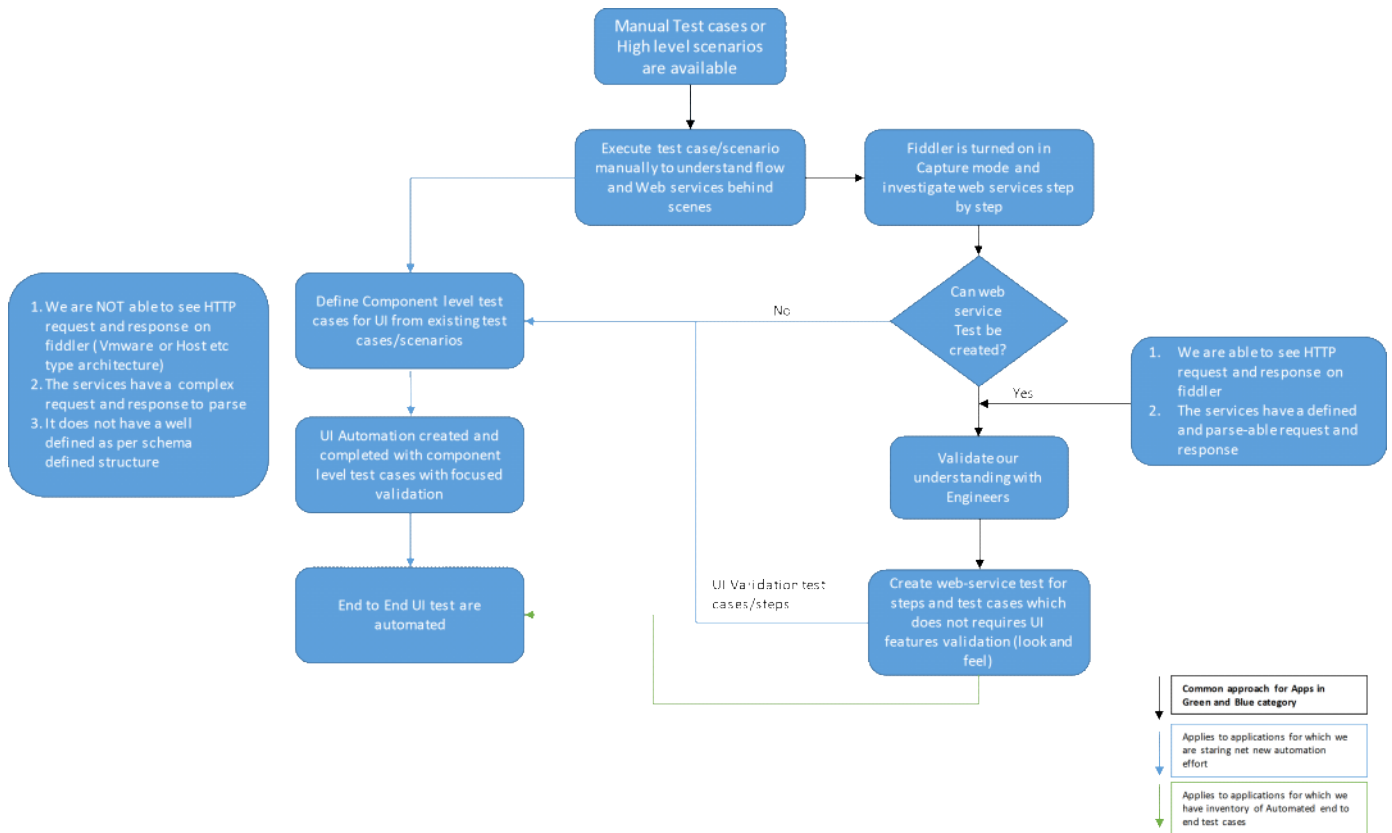 Manual Test cases or
High level scenarios
are available
Execute test case/scenario
manually to understand flow
and Web services behind
scenes
Fiddler is turned on in
Capture mode and
investigate web services step
by step
1. We are NOT able to see HTTP
request and response on
fiddler ( Vmware or Host etc
type architecture)
2. The services have a complex
request and response to parse
3. It does not have a well
defined as per schema
defined structure
Define Component level test
cases for UI from existing test
cases/scenarios
No
Can web
service
Test be
created?
Yes
1. We are able to see HTTP
request and response on
fiddler
2. The services have a defined
and parse-able request and
response
UI Automation created and
completed with component
level test cases with focused
validation
Validate our
understanding with
Engineers
End to End UI test are
automated
UI Validation test
cases/steps
Create web-service test for
steps and test cases which
does not requires UI
features validation (look and
feel)
Common approach for Apps in
Green and Blue category
Applies to applications for which we
are staring net new automation
effort
Applies to applications for which we
have inventory of Automated end to
end test cases